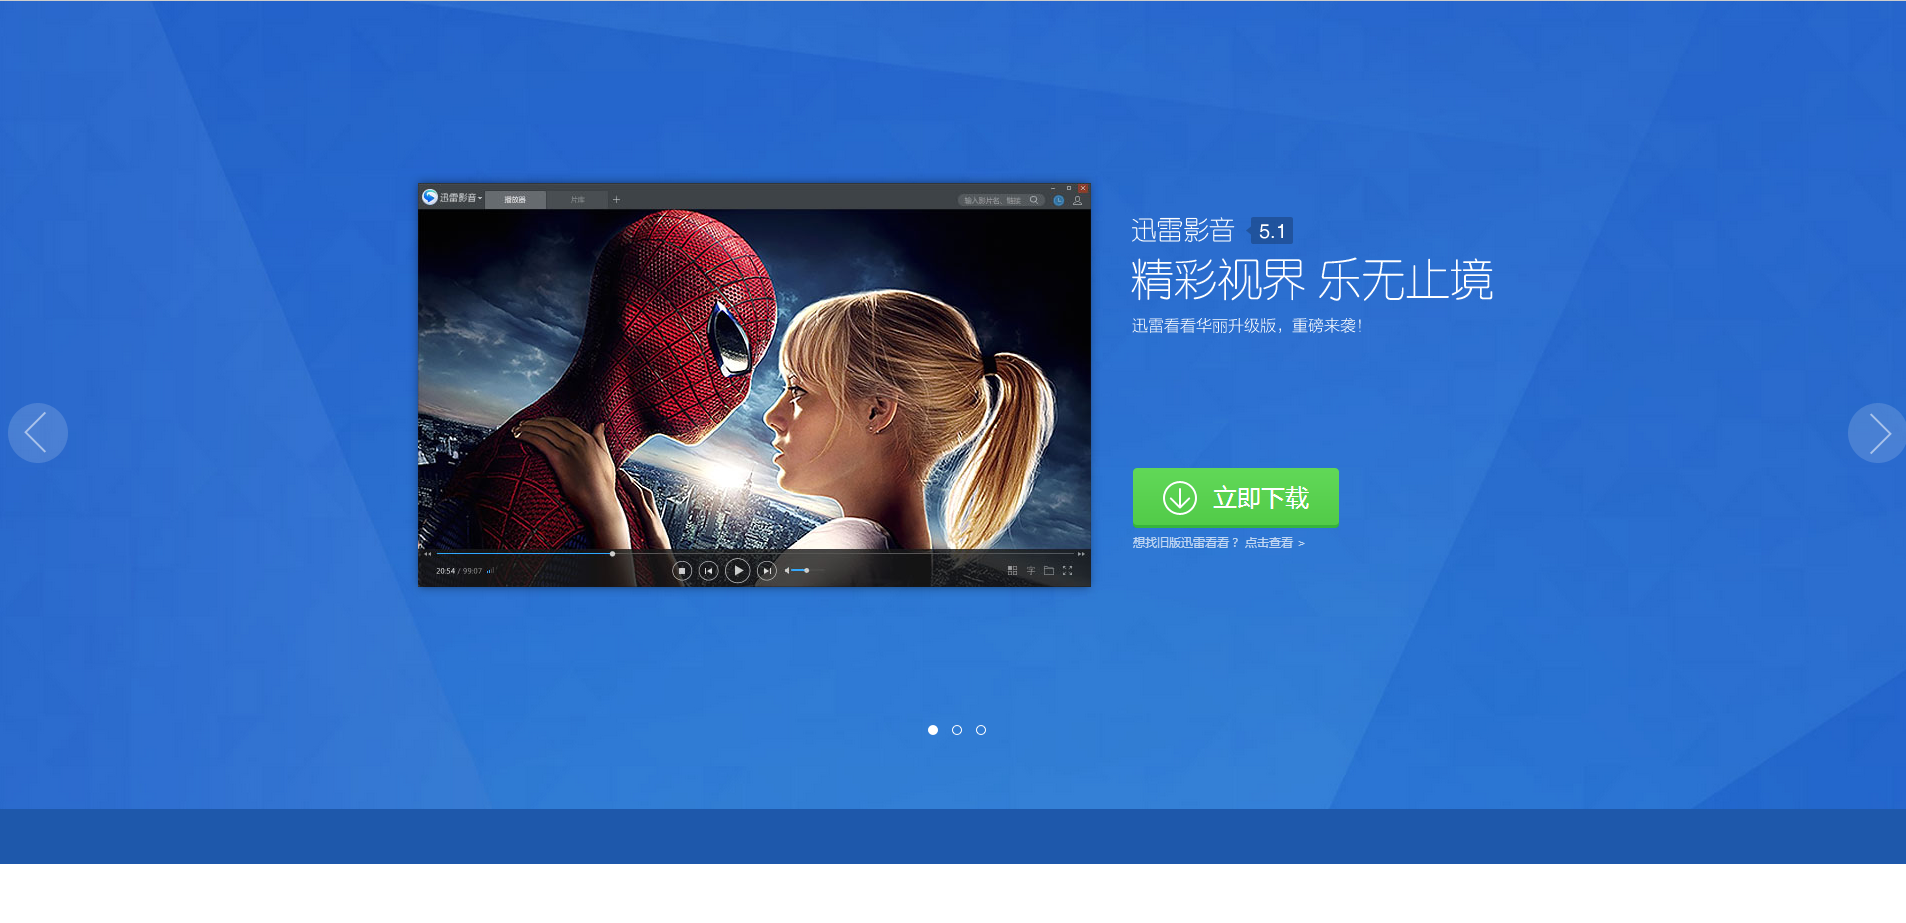 迅雷影音
播放器
片库
+
输入影片名、链接
迅雷影音 5.1
精彩视界 乐无止境
迅雷看看华丽升级版，重磅来袭！
立即下载
想找旧版迅雷看看？点击查看 >
20:54 / 99:07
字